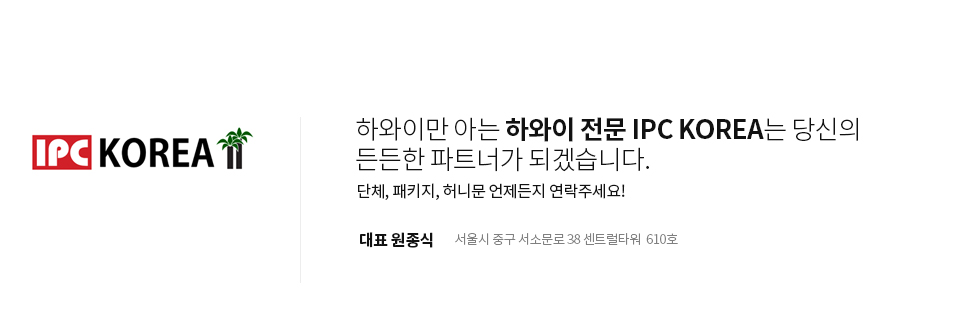 IPC KOREA
하와이만 아는 하와이 전문 IPC KOREA는 당신의
든든한 파트너가 되겠습니다.
단체, 패키지, 허니문 언제든지 연락주세요!
대표 원종식 서울시 중구 서소문로 38 센트럴타워 610호